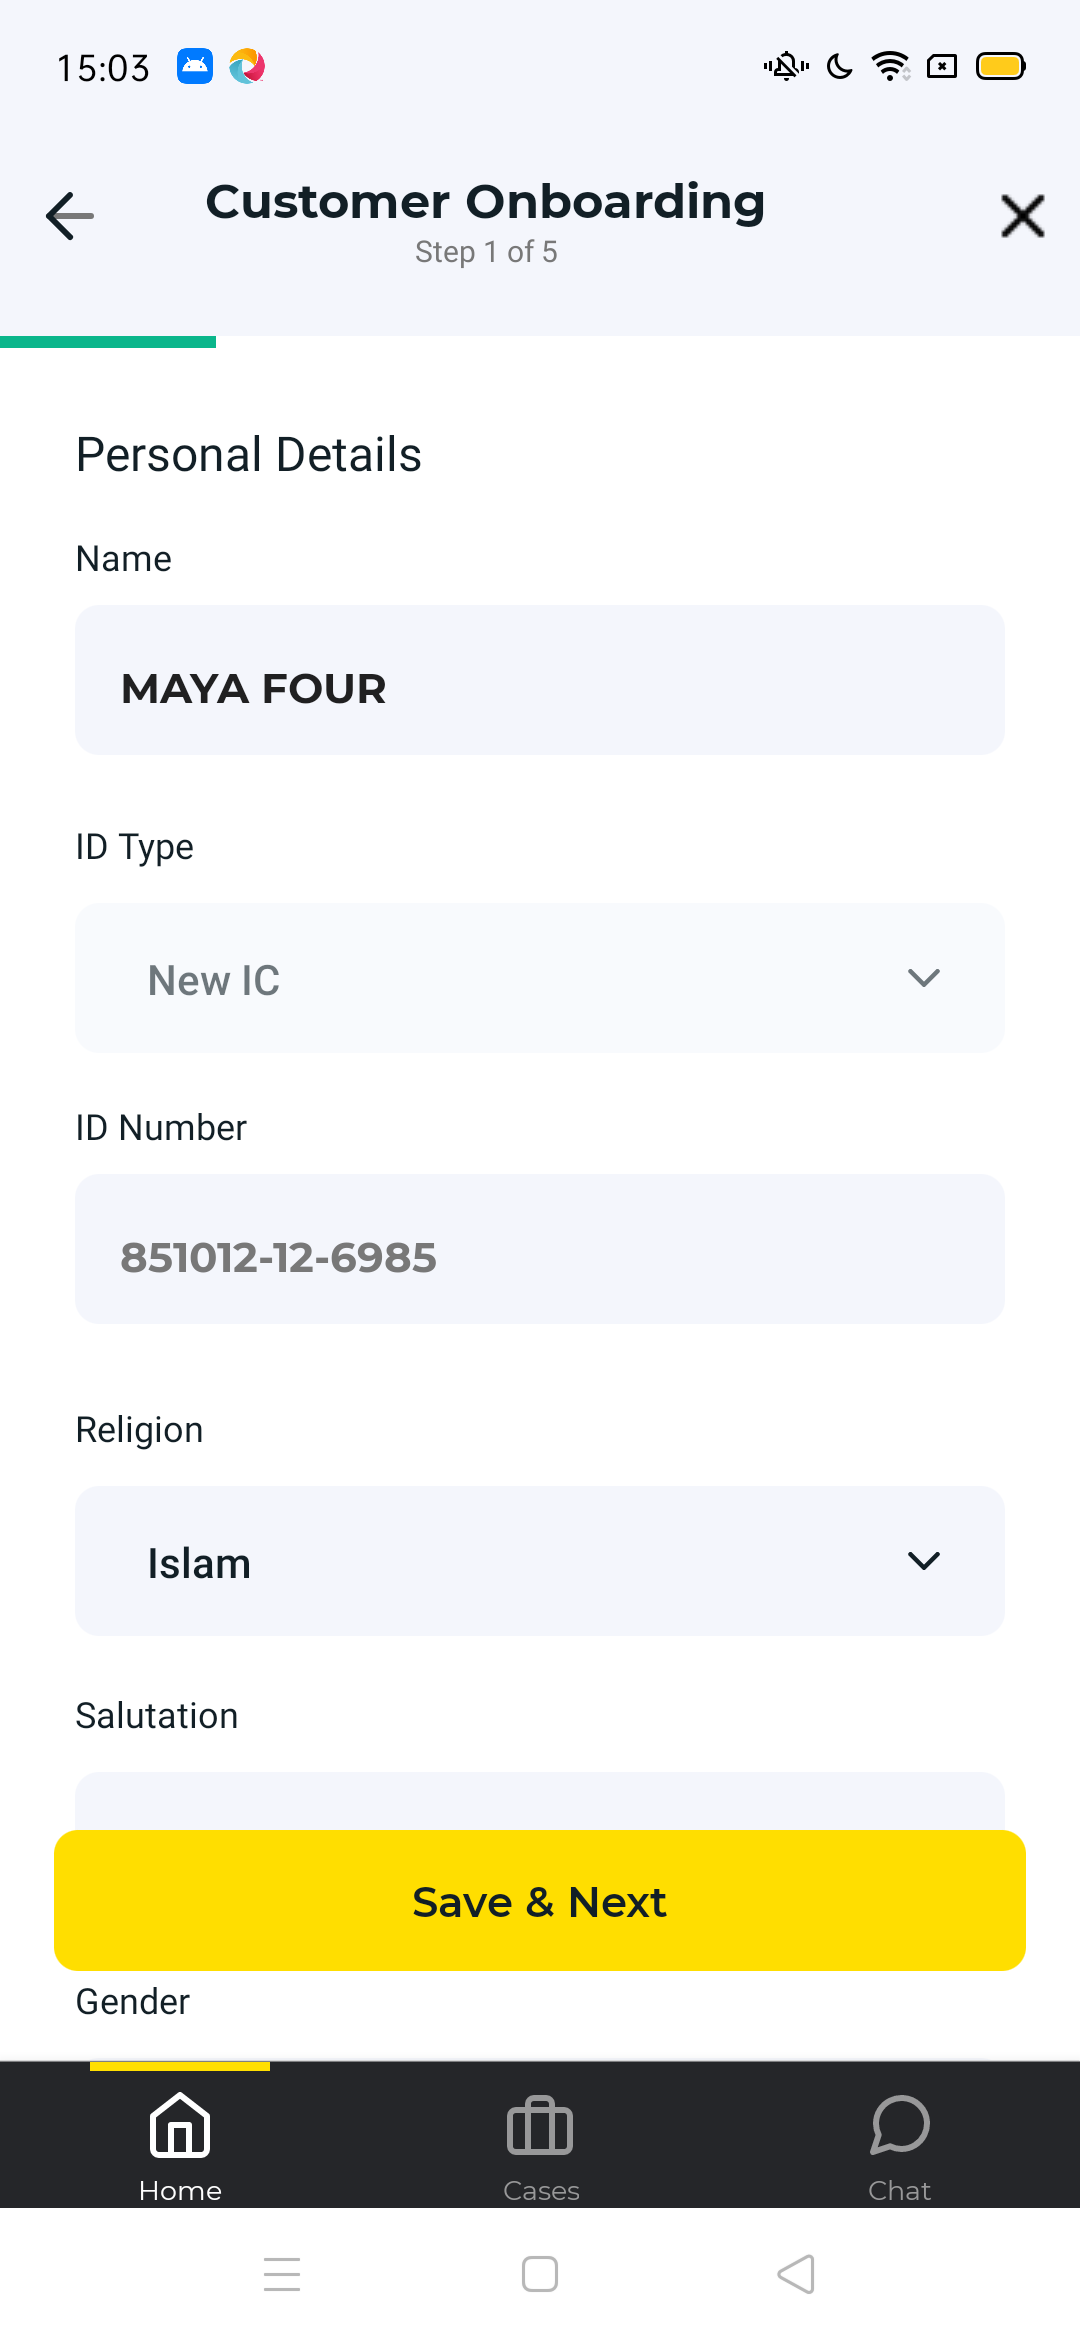 15:03
Customer Onboarding
Step 1 of 5
Personal Details
Name
MAYA FOUR
ID Type
New IC
ID Number
851012-12-6985
Religion
Islam
Salutation
Save & Next
Gender
Home
Cases
Chat